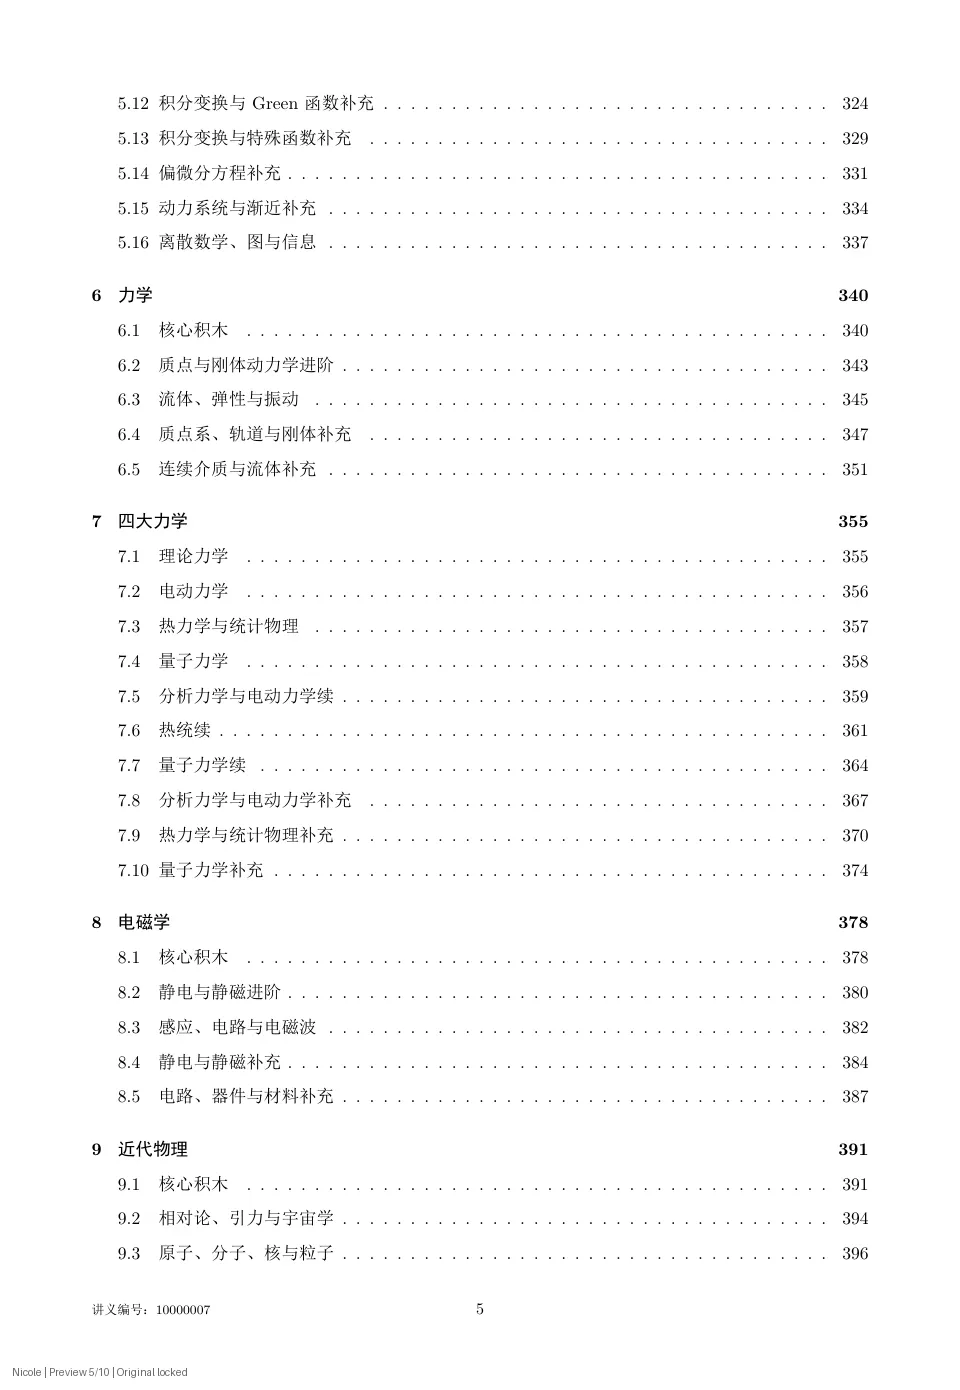 5.12 积分变换与 Green 函数补充 . . . . . . . . . . . . . . . . . . . . . . . . . . . . . . . . . 324
5.13 积分变换与特殊函数补充 . . . . . . . . . . . . . . . . . . . . . . . . . . . . . . . . . . 329
5.14 偏微分方程补充 . . . . . . . . . . . . . . . . . . . . . . . . . . . . . . . . . . . . . . . . 331
5.15 动力系统与渐近补充 . . . . . . . . . . . . . . . . . . . . . . . . . . . . . . . . . . . . . 334
5.16 离散数学、图与信息 . . . . . . . . . . . . . . . . . . . . . . . . . . . . . . . . . . . . . 337
6 力学 340
6.1 核心积木 . . . . . . . . . . . . . . . . . . . . . . . . . . . . . . . . . . . . . . . . . . . 340
6.2 质点与刚体动力学进阶 . . . . . . . . . . . . . . . . . . . . . . . . . . . . . . . . . . . . 343
6.3 流体、弹性与振动 . . . . . . . . . . . . . . . . . . . . . . . . . . . . . . . . . . . . . . 345
6.4 质点系、轨道与刚体补充 . . . . . . . . . . . . . . . . . . . . . . . . . . . . . . . . . . 347
6.5 连续介质与流体补充 . . . . . . . . . . . . . . . . . . . . . . . . . . . . . . . . . . . . . 351
7 四大力学 355
7.1 理论力学 . . . . . . . . . . . . . . . . . . . . . . . . . . . . . . . . . . . . . . . . . . . 355
7.2 电动力学 . . . . . . . . . . . . . . . . . . . . . . . . . . . . . . . . . . . . . . . . . . . 356
7.3 热力学与统计物理 . . . . . . . . . . . . . . . . . . . . . . . . . . . . . . . . . . . . . . 357
7.4 量子力学 . . . . . . . . . . . . . . . . . . . . . . . . . . . . . . . . . . . . . . . . . . . 358
7.5 分析力学与电动力学续 . . . . . . . . . . . . . . . . . . . . . . . . . . . . . . . . . . . . 359
7.6 热统续 . . . . . . . . . . . . . . . . . . . . . . . . . . . . . . . . . . . . . . . . . . . . . 361
7.7 量子力学续 . . . . . . . . . . . . . . . . . . . . . . . . . . . . . . . . . . . . . . . . . . 364
7.8 分析力学与电动力学补充 . . . . . . . . . . . . . . . . . . . . . . . . . . . . . . . . . . 367
7.9 热力学与统计物理补充 . . . . . . . . . . . . . . . . . . . . . . . . . . . . . . . . . . . . 370
7.10 量子力学补充 . . . . . . . . . . . . . . . . . . . . . . . . . . . . . . . . . . . . . . . . . 374
8 电磁学 378
8.1 核心积木 . . . . . . . . . . . . . . . . . . . . . . . . . . . . . . . . . . . . . . . . . . . 378
8.2 静电与静磁进阶 . . . . . . . . . . . . . . . . . . . . . . . . . . . . . . . . . . . . . . . . 380
8.3 感应、电路与电磁波 . . . . . . . . . . . . . . . . . . . . . . . . . . . . . . . . . . . . . 382
8.4 静电与静磁补充 . . . . . . . . . . . . . . . . . . . . . . . . . . . . . . . . . . . . . . . . 384
8.5 电路、器件与材料补充 . . . . . . . . . . . . . . . . . . . . . . . . . . . . . . . . . . . . 387
9 近代物理 391
9.1 核心积木 . . . . . . . . . . . . . . . . . . . . . . . . . . . . . . . . . . . . . . . . . . . 391
9.2 相对论、引力与宇宙学 . . . . . . . . . . . . . . . . . . . . . . . . . . . . . . . . . . . . 394
9.3 原子、分子、核与粒子 . . . . . . . . . . . . . . . . . . . . . . . . . . . . . . . . . . . . 396
讲义编号：10000007 5
Nicole | Preview 5/10 | Original locked